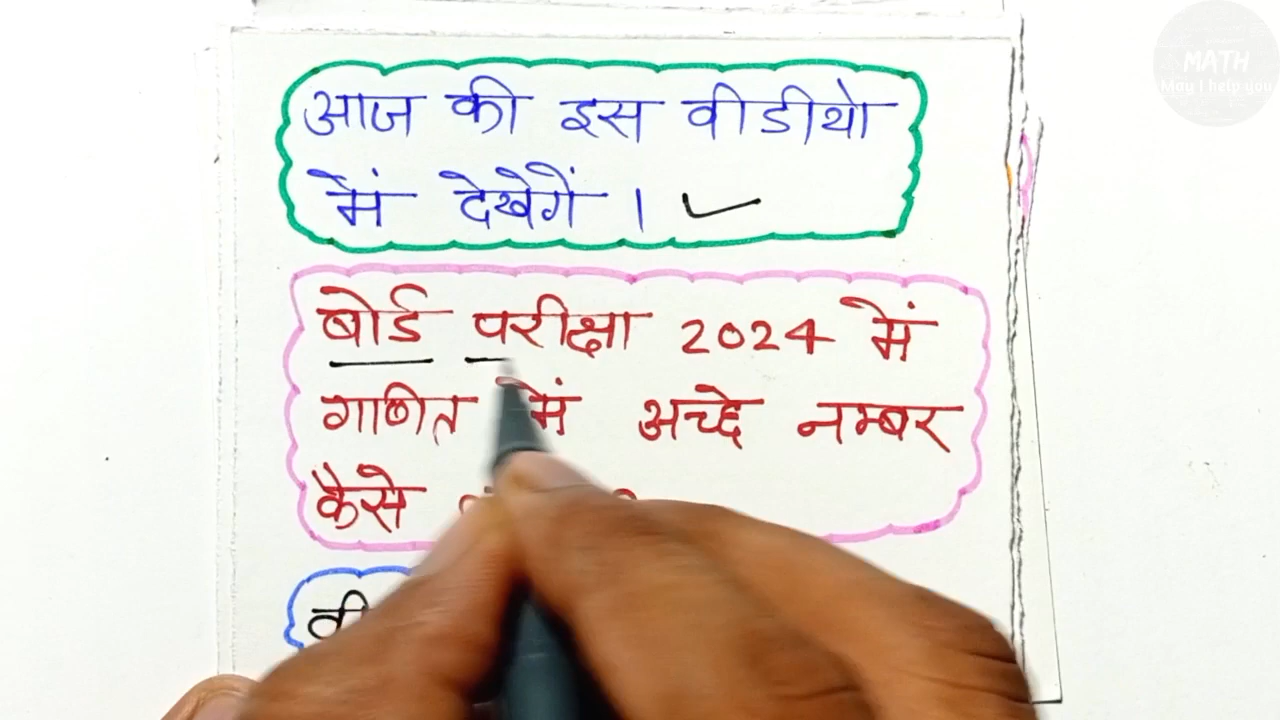 MATH
May I help you
आज की इस वीडीयो
में देखेगें । ✓
बोर्ड परीक्षा 2024 में
गणित में अच्छे नम्बर
कैसे